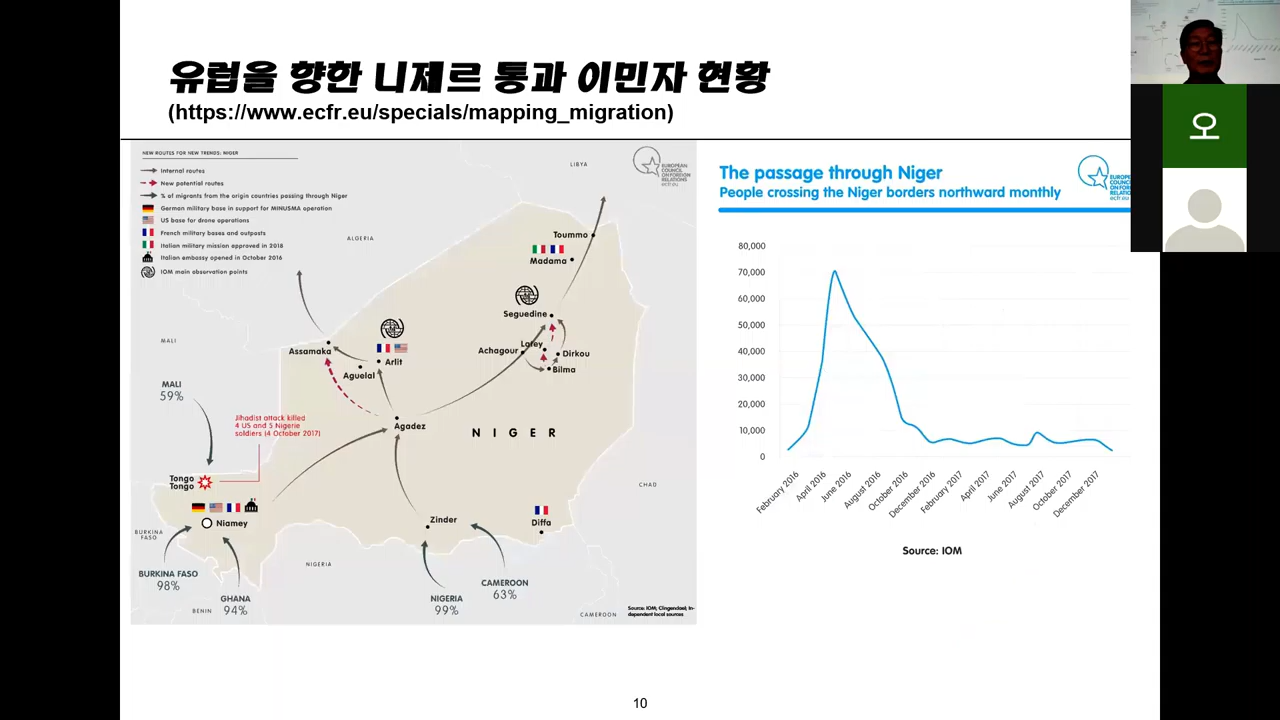 유럽을 향한 니제르 통과 이민자 현황
(https://www.ecfr.eu/specials/mapping_migration)
NEW ROUTES FOR NEW TRENDS: NIGER
Internal routes
New potential routes
% of migrants from the origin countries passing through Niger
German military base in support for MINUSMA operation
US base for drone operations
French military bases and outposts
Italian military mission approved in 2018
Italian embassy opened in October 2016
IOM main observation points
EUROPEAN
COUNCIL
ON FOREIGN
RELATIONS
ecfr.eu
LIBYA
ALGERIA
MALI
Toummo
Madama
Seguedine
Achagour
Latey
Dirkou
Bilma
Assamaka
Arlit
Aguelal
Agadez
NIGER
MALI
59%
Jihadist attack killed
4 US and 5 Nigerie
soldiers (4 October 2017)
Tongo
Tongo
Niamey
Zinder
Diffa
CHAD
BURKINA
FASO
NIGERIA
BURKINA FASO
98%
GHANA
94%
BENIN
NIGERIA
99%
CAMEROON
63%
CAMEROON
Source: IOM, Clingendael, in-
dependent local sources
The passage through Niger
People crossing the Niger borders northward monthly
EUROPEAN
COUNCIL
ON FOREIGN
RELATIONS
ecfr.eu
80,000
70,000
60,000
50,000
40,000
30,000
20,000
10,000
0
February 2016
April 2016
June 2016
August 2016
October 2016
December 2016
February 2017
April 2017
June 2017
August 2017
October 2017
December 2017
Source: IOM
오
10